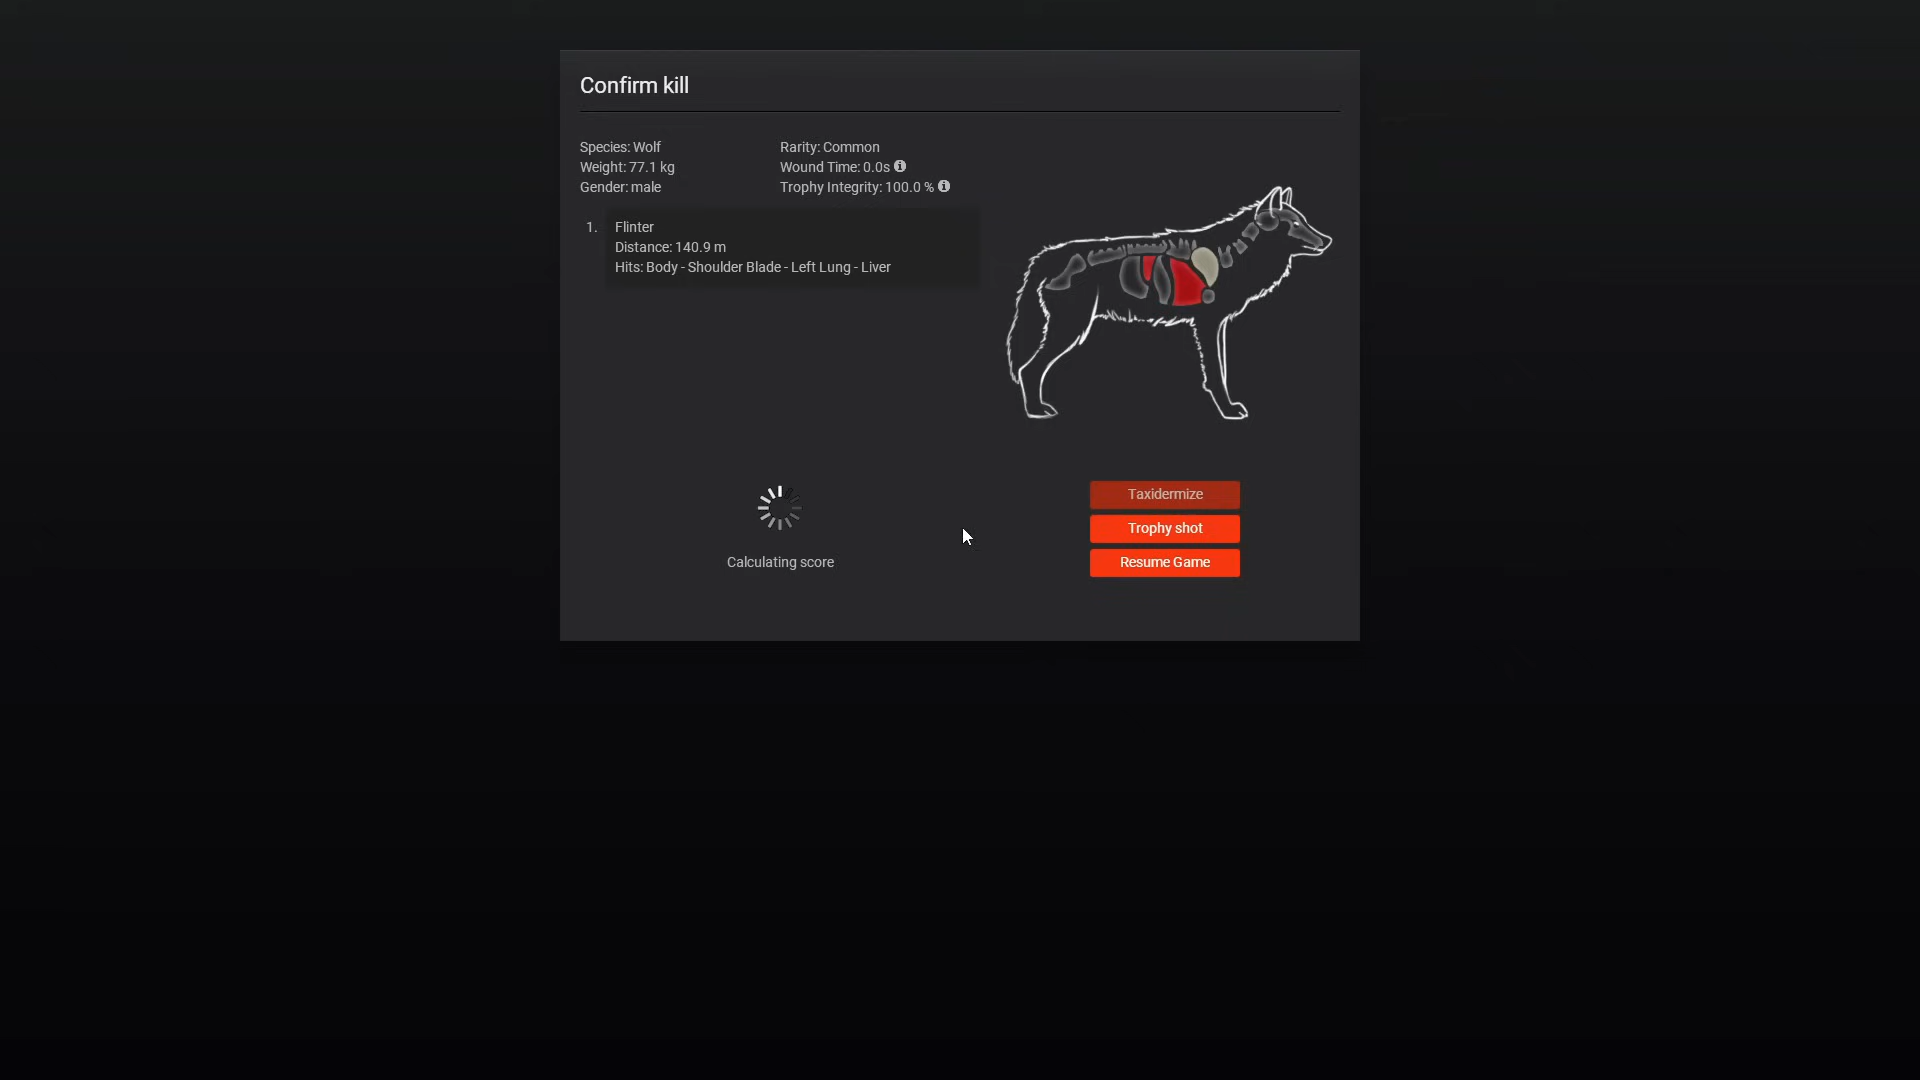 Confirm kill
Species: Wolf
Weight: 77.1 kg
Gender: male
Rarity: Common
Wound Time: 0.0s
Trophy Integrity: 100.0 %
1.
Flinter
Distance: 140.9 m
Hits: Body - Shoulder Blade - Left Lung - Liver
Calculating score
Taxidermize
Trophy shot
Resume Game